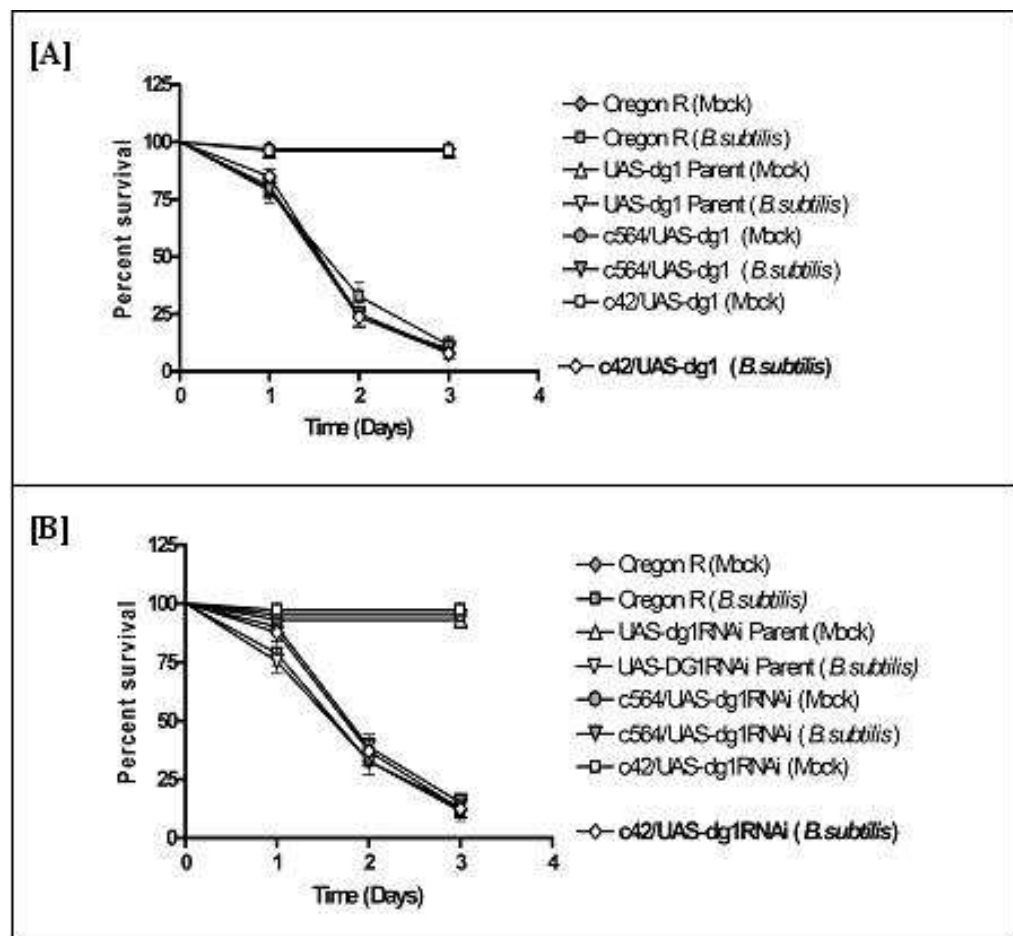 [A]
125
100
75
50
25
0
Percent survival
0 1 2 3 4
Time (Days)
Oregon R (Mock)
Oregon R (B.subtilis)
UAS-dg1 Parent (Mock)
UAS-dg1 Parent (B.subtilis)
c564/UAS-dg1 (Mock)
c564/UAS-dg1 (B.subtilis)
c42/UAS-dg1 (Mock)
c42/UAS-dg1 (B.subtilis)
[B]
125
100
75
50
25
0
Percent survival
0 1 2 3 4
Time (Days)
Oregon R (Mock)
Oregon R (B.subtilis)
UAS-dg1RNAi Parent (Mock)
UAS-DG1RNAi Parent (B.subtilis)
c564/UAS-dg1RNAi (Mock)
c564/UAS-dg1RNAi (B.subtilis)
c42/UAS-dg1RNAi (Mock)
c42/UAS-dg1RNAi (B.subtilis)